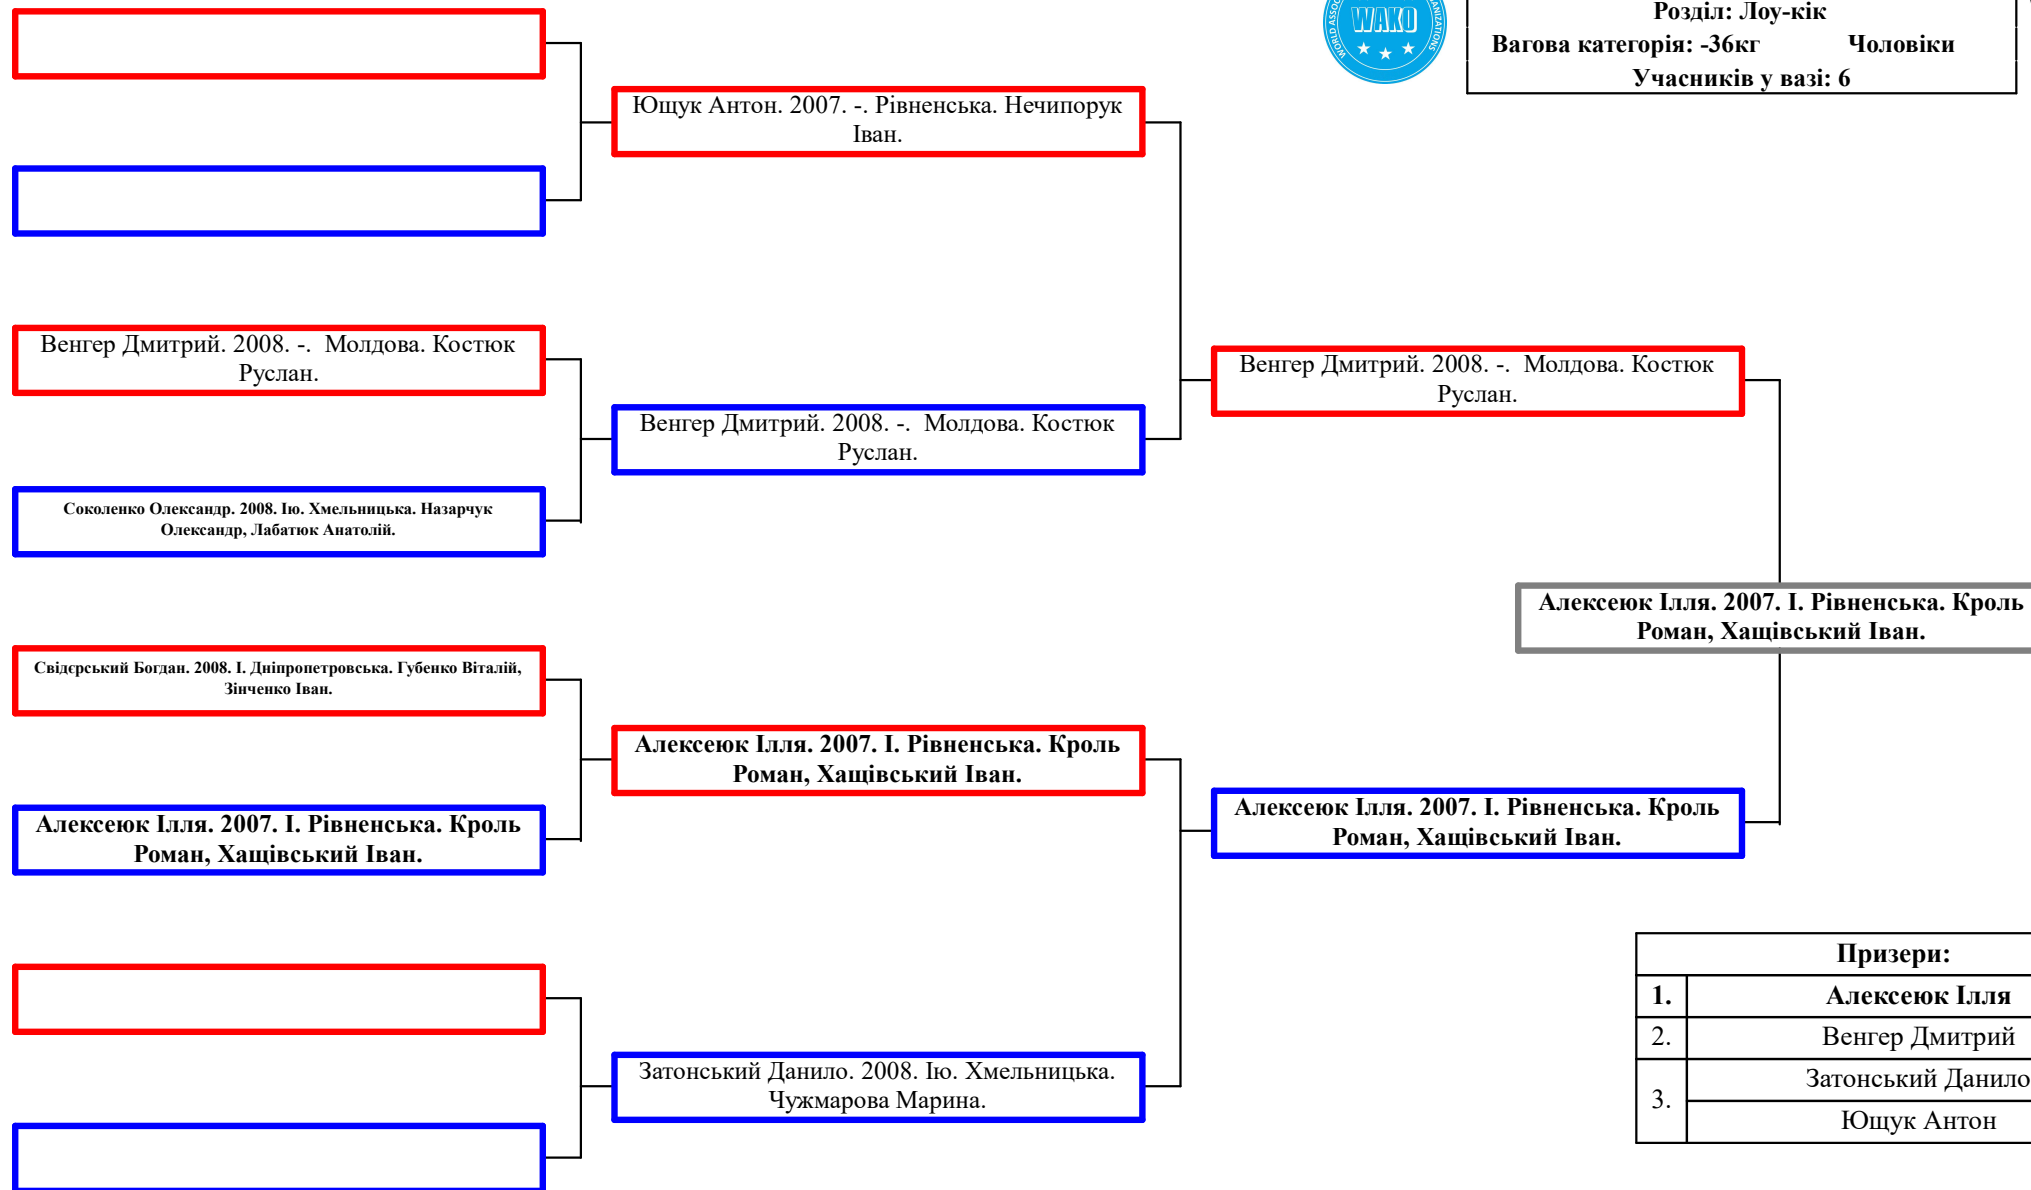 WORLD ASSOC
ANIZATIONS
WAKO
Розділ: Лоу-кік
Вагова категорія: -36кг Чоловіки
Учасників у вазі: 6
Ющук Антон. 2007. -. Рівненська. Нечипорук
Іван.
Венгер Дмитрий. 2008. -. Молдова. Костюк
Руслан.
Венгер Дмитрий. 2008. -. Молдова. Костюк
Руслан.
Венгер Дмитрий. 2008. -. Молдова. Костюк
Руслан.
Соколенко Олександр. 2008. Ію. Хмельницька. Назарчук
Олександр, Лабатюк Анатолій.
Алексеюк Ілля. 2007. І. Рівненська. Кроль
Роман, Хащівський Іван.
Свідєрський Богдан. 2008. І. Дніпропетровська. Губенко Віталій,
Зінченко Іван.
Алексеюк Ілля. 2007. І. Рівненська. Кроль
Роман, Хащівський Іван.
Алексеюк Ілля. 2007. І. Рівненська. Кроль
Роман, Хащівський Іван.
Алексеюк Ілля. 2007. І. Рівненська. Кроль
Роман, Хащівський Іван.
Затонський Данило. 2008. Ію. Хмельницька.
Чужмарова Марина.
Призери:
1. Алексеюк Ілля
2. Венгер Дмитрий
3. Затонський Данило
Ющук Антон